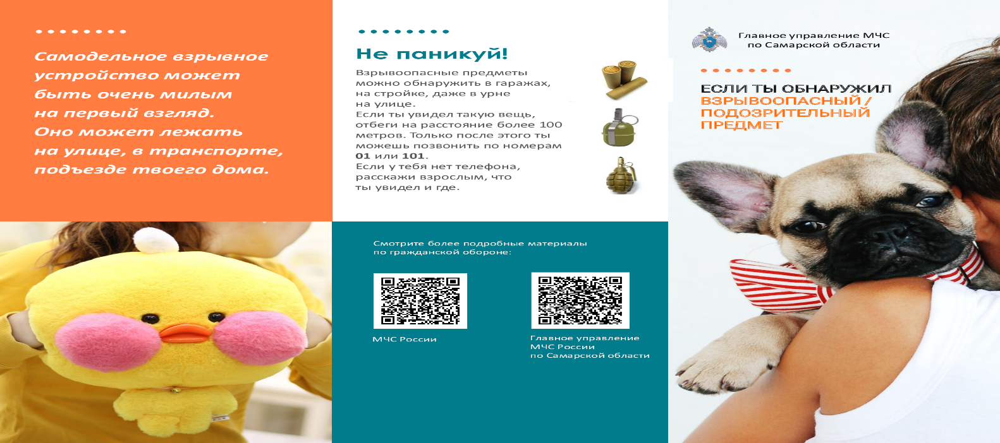 Самодельное взрывное
устройство может
быть очень милым
на первый взгляд.
Оно может лежать
на улице, в транспорте,
подъезде твоего дома.
Не паникуй!
Взрывоопасные предметы
можно обнаружить в гаражах,
на стройке, даже в урне
на улице.
Если ты увидел такую вещь,
отбеги на расстояние более 100
метров. Только после этого ты
можешь позвонить по номерам
01 или 101.
Если у тебя нет телефона,
расскажи взрослым, что
ты увидел и где.
Смотрите более подробные материалы
по гражданской обороне:
МЧС России
Главное управление
МЧС России
по Самарской области
Главное управление МЧС
по Самарской области
ЕСЛИ ТЫ ОБНАРУЖИЛ
ВЗРЫВООПАСНЫЙ/
ПОДОЗРИТЕЛЬНЫЙ
ПРЕДМЕТ